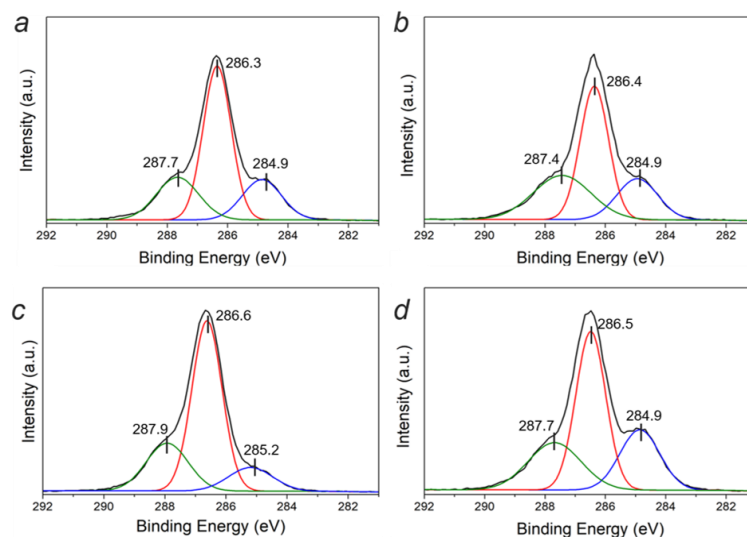 a
286.3
287.7
284.9
Intensity (a.u.)
292 290 288 286 284 282
Binding Energy (eV)
b
286.4
287.4
284.9
Intensity (a.u.)
292 290 288 286 284 282
Binding Energy (eV)
c
286.6
287.9
285.2
Intensity (a.u.)
292 290 288 286 284 282
Binding Energy (eV)
d
286.5
287.7
284.9
Intensity (a.u.)
292 290 288 286 284 282
Binding Energy (eV)